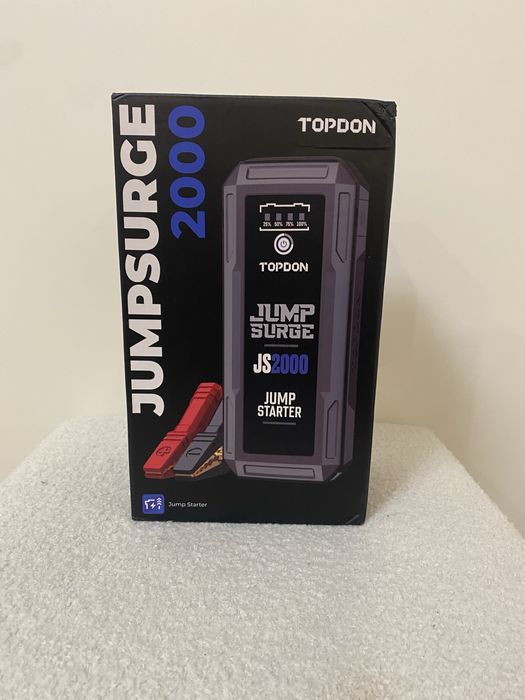 JUMPSURGE
2000
TOPDON
25% 50% 75% 100%
TOPDON
JUMP
SURGE
JS2000
JUMP
STARTER
Jump Starter